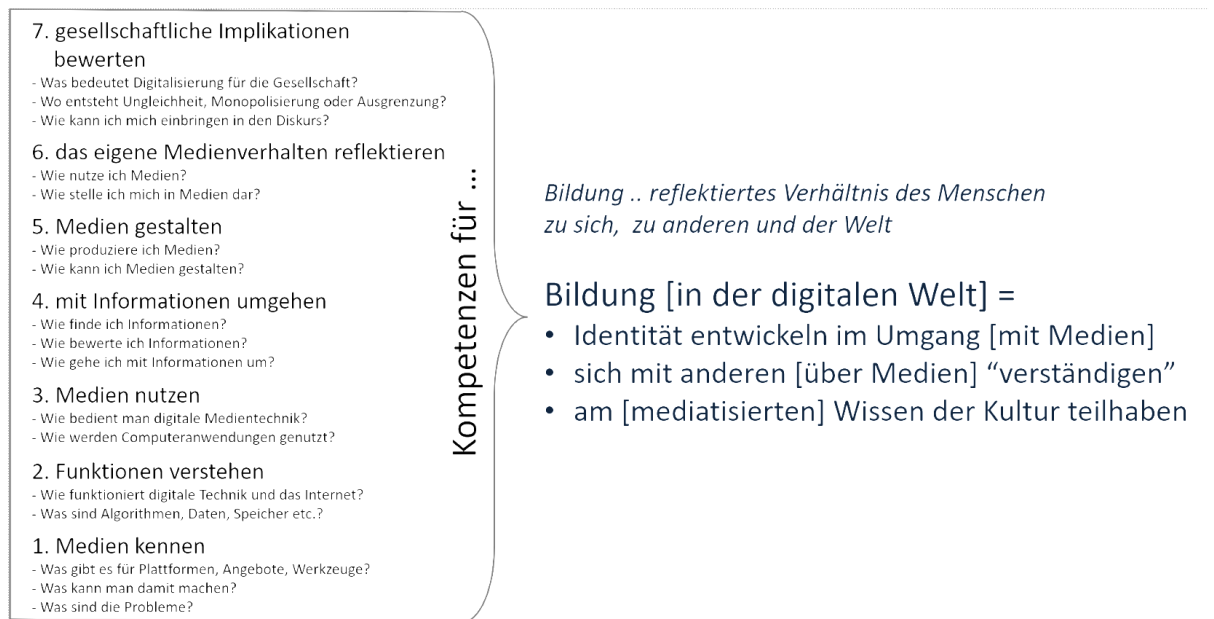 7. gesellschaftliche Implikationen
bewerten
- Was bedeutet Digitalisierung für die Gesellschaft?
- Wo entsteht Ungleichheit, Monopolisierung oder Ausgrenzung?
- Wie kann ich mich einbringen in den Diskurs?
6. das eigene Medienverhalten reflektieren
- Wie nutze ich Medien?
- Wie stelle ich mich in Medien dar?
5. Medien gestalten
- Wie produziere ich Medien?
- Wie kann ich Medien gestalten?
4. mit Informationen umgehen
- Wie finde ich Informationen?
- Wie bewerte ich Informationen?
- Wie gehe ich mit Informationen um?
3. Medien nutzen
- Wie bedient man digitale Medientechnik?
- Wie werden Computeranwendungen genutzt?
2. Funktionen verstehen
- Wie funktioniert digitale Technik und das Internet?
- Was sind Algorithmen, Daten, Speicher etc.?
1. Medien kennen
- Was gibt es für Plattformen, Angebote, Werkzeuge?
- Was kann man damit machen?
- Was sind die Probleme?
Kompetenzen für ...
Bildung .. reflektiertes Verhältnis des Menschen
zu sich, zu anderen und der Welt
Bildung [in der digitalen Welt] =
• Identität entwickeln im Umgang [mit Medien]
• sich mit anderen [über Medien] “verständigen”
• am [mediatisierten] Wissen der Kultur teilhaben